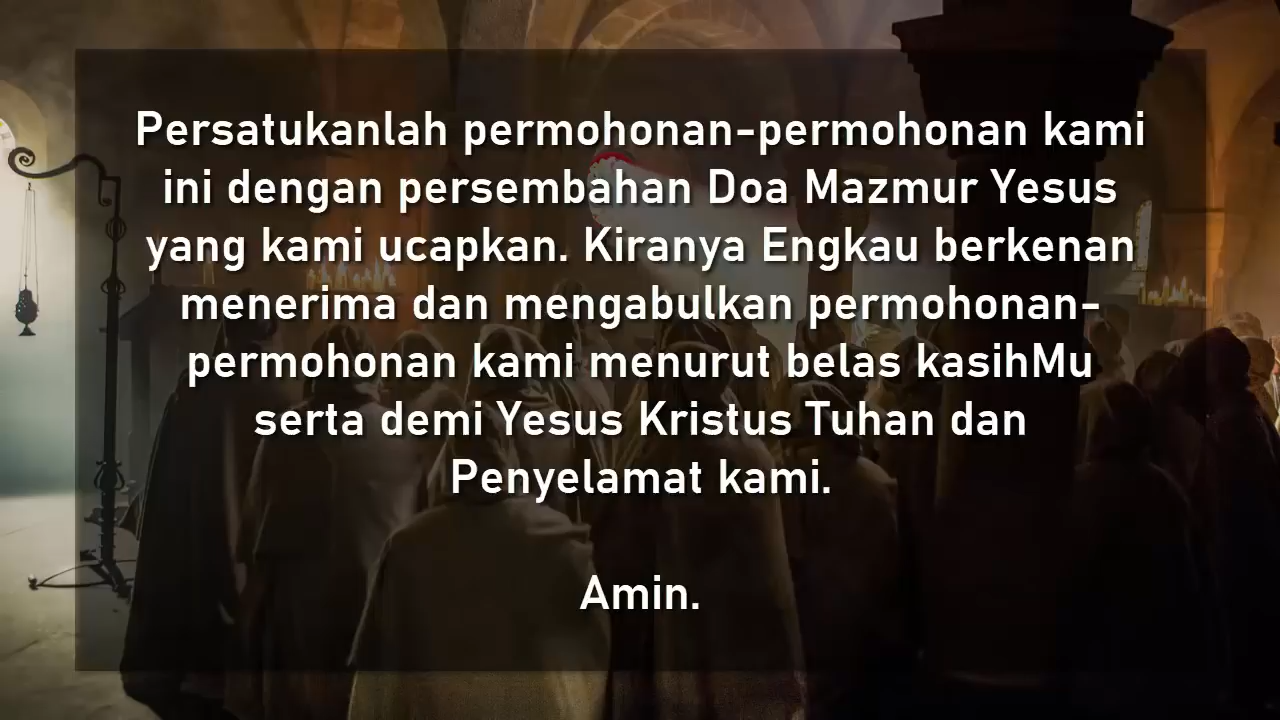 Persatukanlah permohonan-permohonan kami
ini dengan persembahan Doa Mazmur Yesus
yang kami ucapkan. Kiranya Engkau berkenan
menerima dan mengabulkan permohonan-
permohonan kami menurut belas kasihMu
serta demi Yesus Kristus Tuhan dan
Penyelamat kami.
Amin.